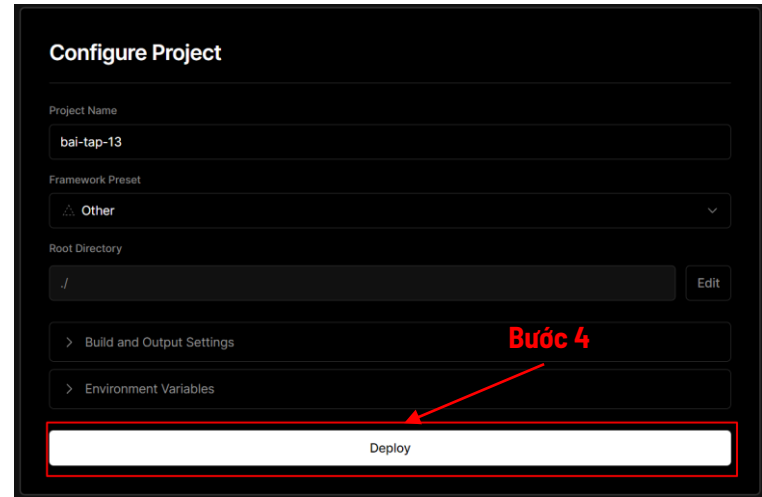 Configure Project
Project Name
bai-tap-13
Framework Preset
Other
Root Directory
./
Edit
Build and Output Settings
Bước 4
Environment Variables
Deploy